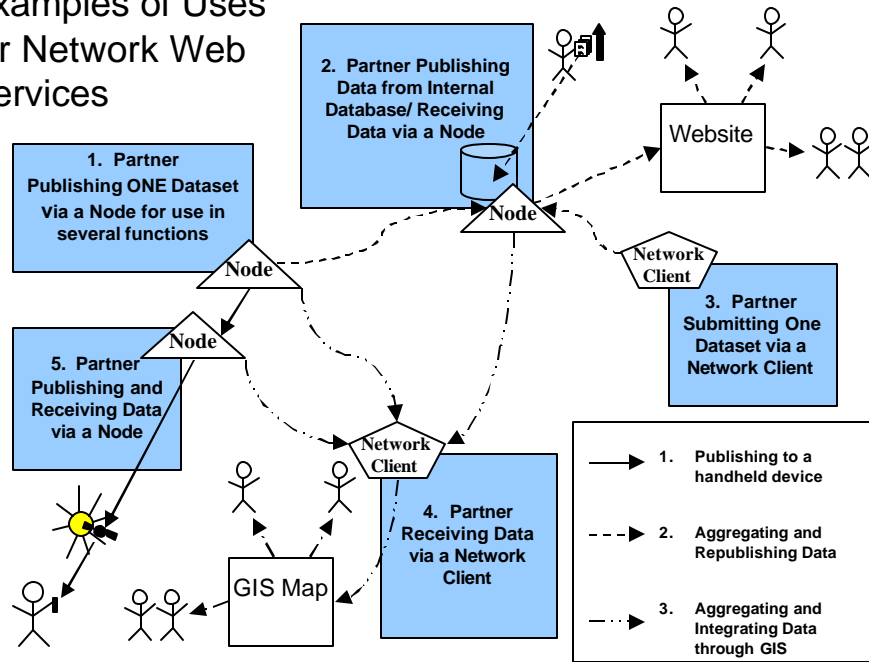 xamples of Uses
r Network Web
ervices
2. Partner Publishing
Data from Internal
Database/ Receiving
Data via a Node
Website
1. Partner
Publishing ONE Dataset
via a Node for use in
several functions
Node
Node
Network
Client
3. Partner
Submitting One
Dataset via a
Network Client
Node
5. Partner
Publishing and
Receiving Data
via a Node
Network
Client
4. Partner
Receiving Data
via a Network
Client
GIS Map
1. Publishing to a
handheld device
2. Aggregating and
Republishing Data
3. Aggregating and
Integrating Data
through GIS